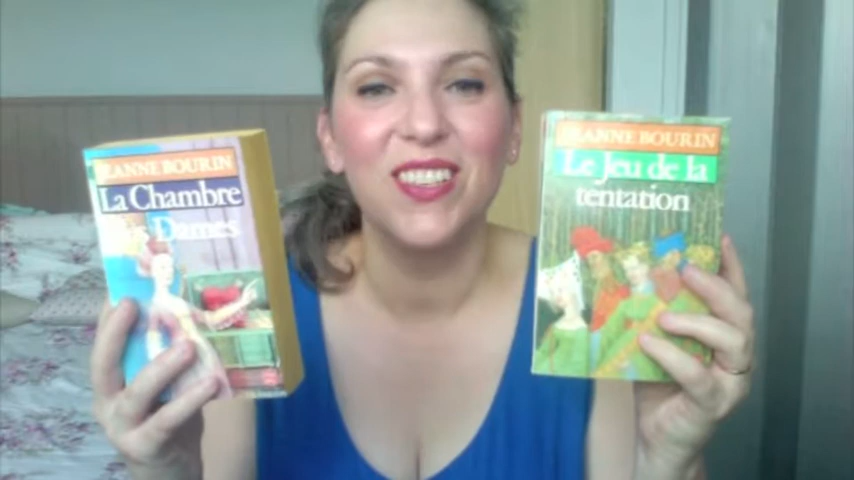 JEANNE BOURIN
La Chambre
des Dames
JEANNE BOURIN
Le Jeu de la
tentation